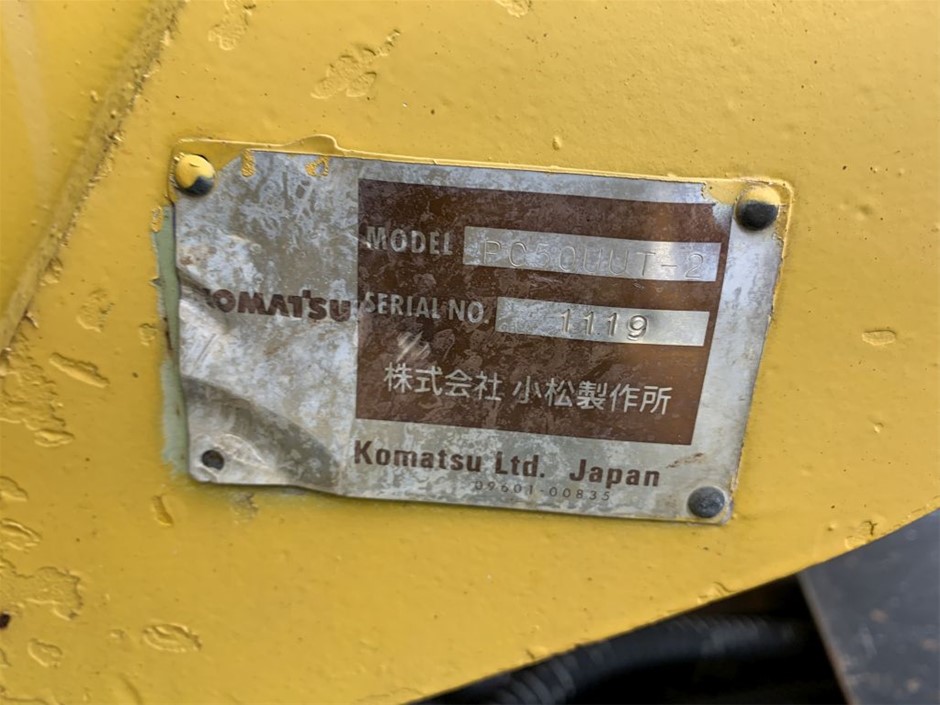 MODEL PC50UUT-2
KOMATSU
SERIAL NO. 1119
株式会社 小松製作所
Komatsu Ltd. Japan
09601-00835